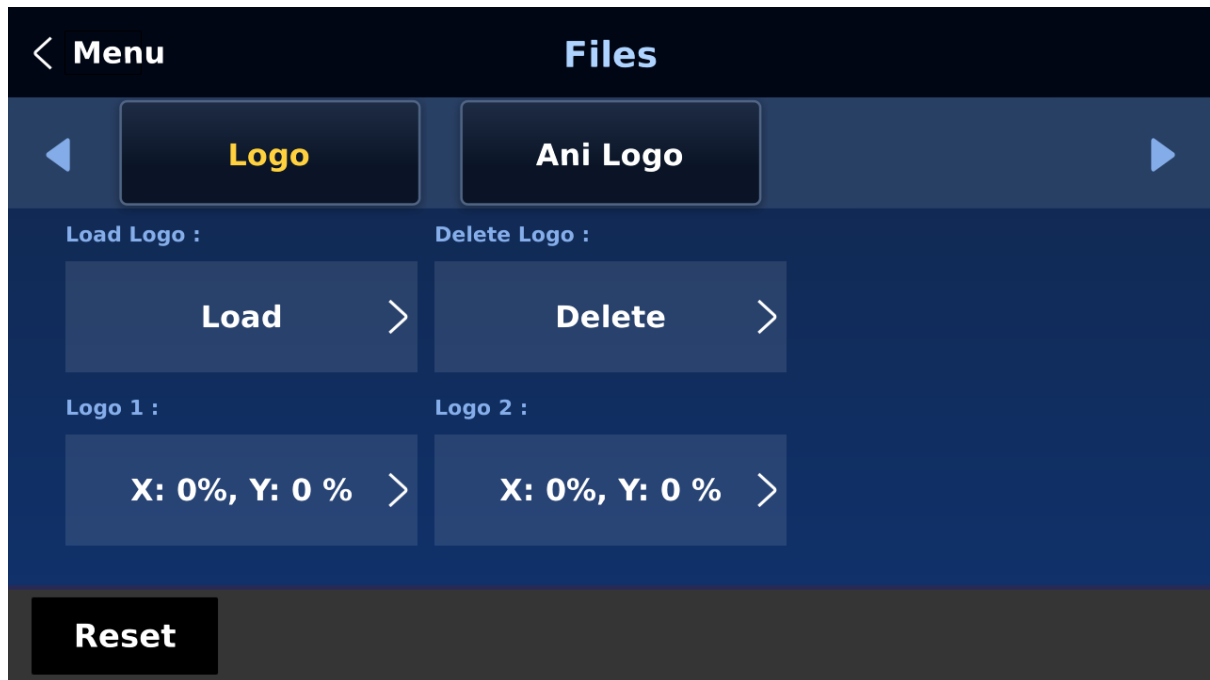 Menu
Files
Logo
Ani Logo
Load Logo :
Delete Logo :
Load
Delete
Logo 1 :
Logo 2 :
X: 0%, Y: 0 %
X: 0%, Y: 0 %
Reset